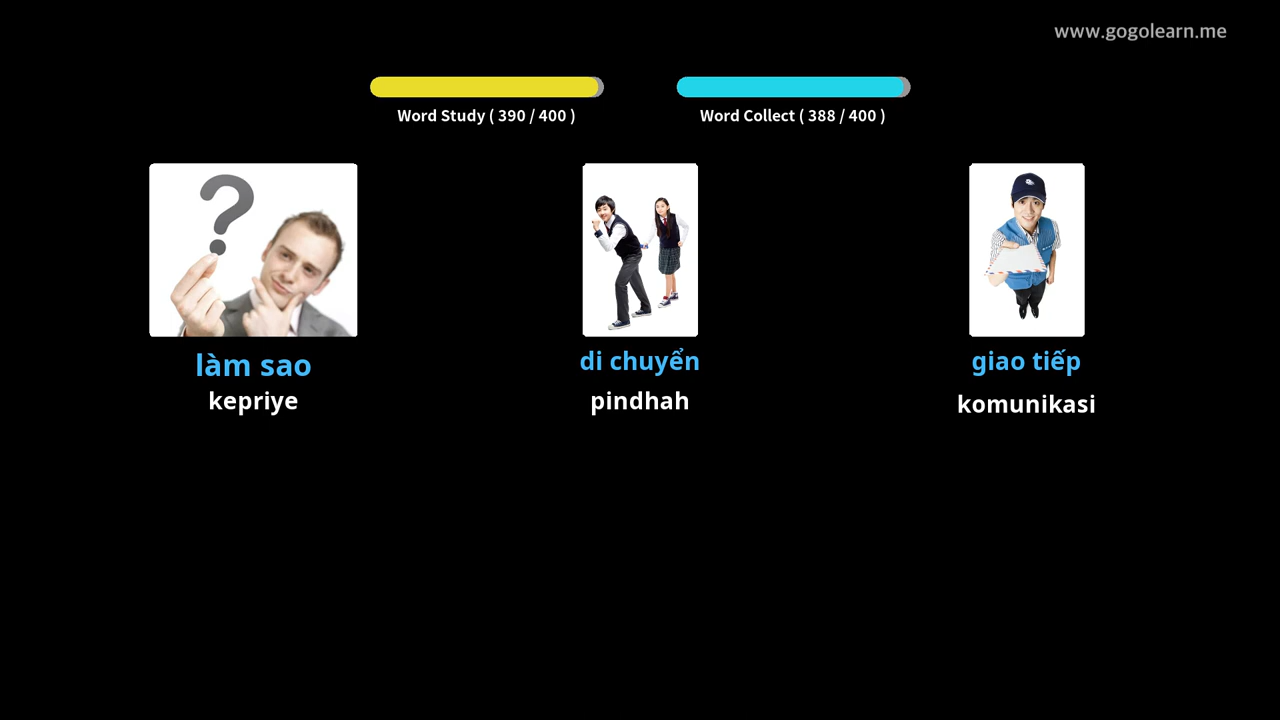 www.gogolearn.me
Word Study ( 390 / 400 )
Word Collect ( 388 / 400 )
?
làm sao
di chuyển
giao tiếp
kepriye
pindhah
komunikasi